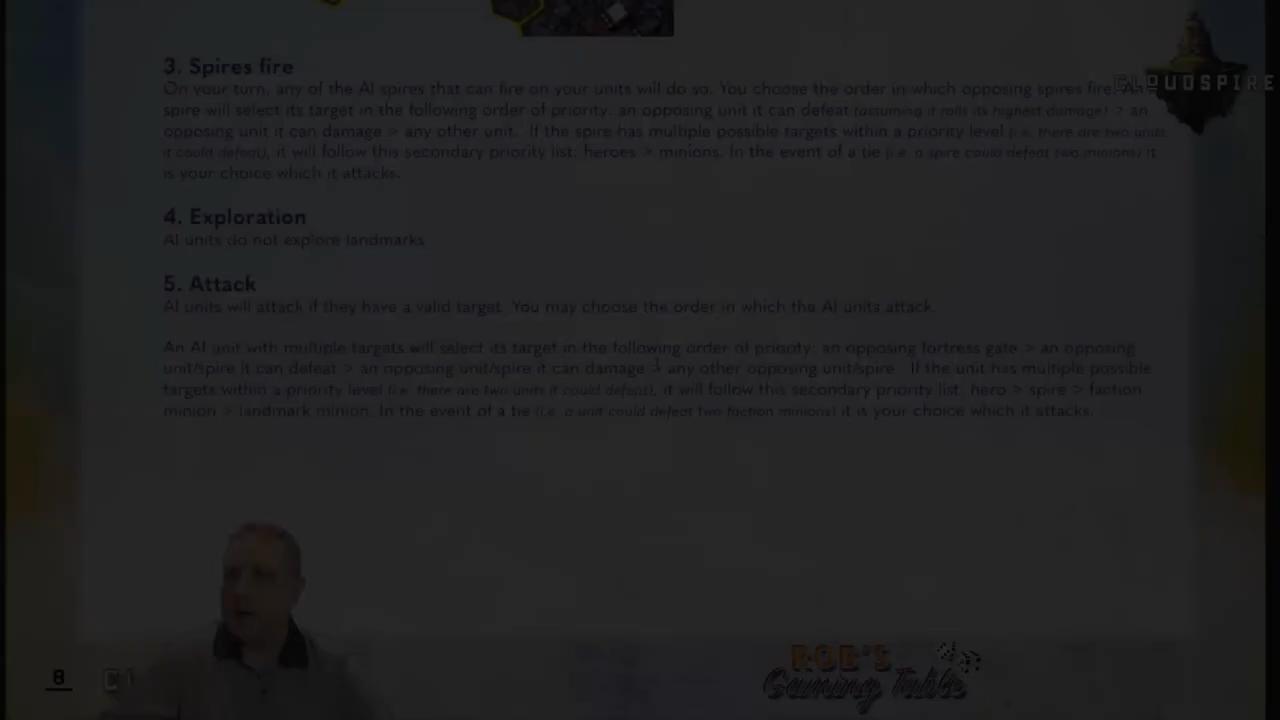 3. Spires fire
On your turn, any of the AI spires that can fire on your units will do so. You choose the order in which opposing spires fire. An
CLOUDSPIRE
spire will select its target in the following order of priority: an opposing unit it can defeat (assuming it rolls its highest damage) > an
opposing unit it can damage > any other unit. If the spire has multiple possible targets within a priority level (i.e. there are two units
it could defeat), it will follow this secondary priority list: heroes > minions. In the event of a tie (i.e. a spire could defeat two minions) it
is your choice which it attacks.
4. Exploration
AI units do not explore landmarks
5. Attack
AI units will attack if they have a valid target. You may choose the order in which the AI units attack.
An AI unit with multiple targets will select its target in the following order of priority: an opposing fortress gate > an opposing
unit/spire it can defeat > an opposing unit/spire it can damage > any other opposing unit/spire. If the unit has multiple possible
targets within a priority level (i.e. there are two units it could defeat), it will follow this secondary priority list: hero > spire > faction
minion > landmark minion. In the event of a tie (i.e. a unit could defeat two faction minions) it is your choice which it attacks.
8
ROB'S
Gaming Table